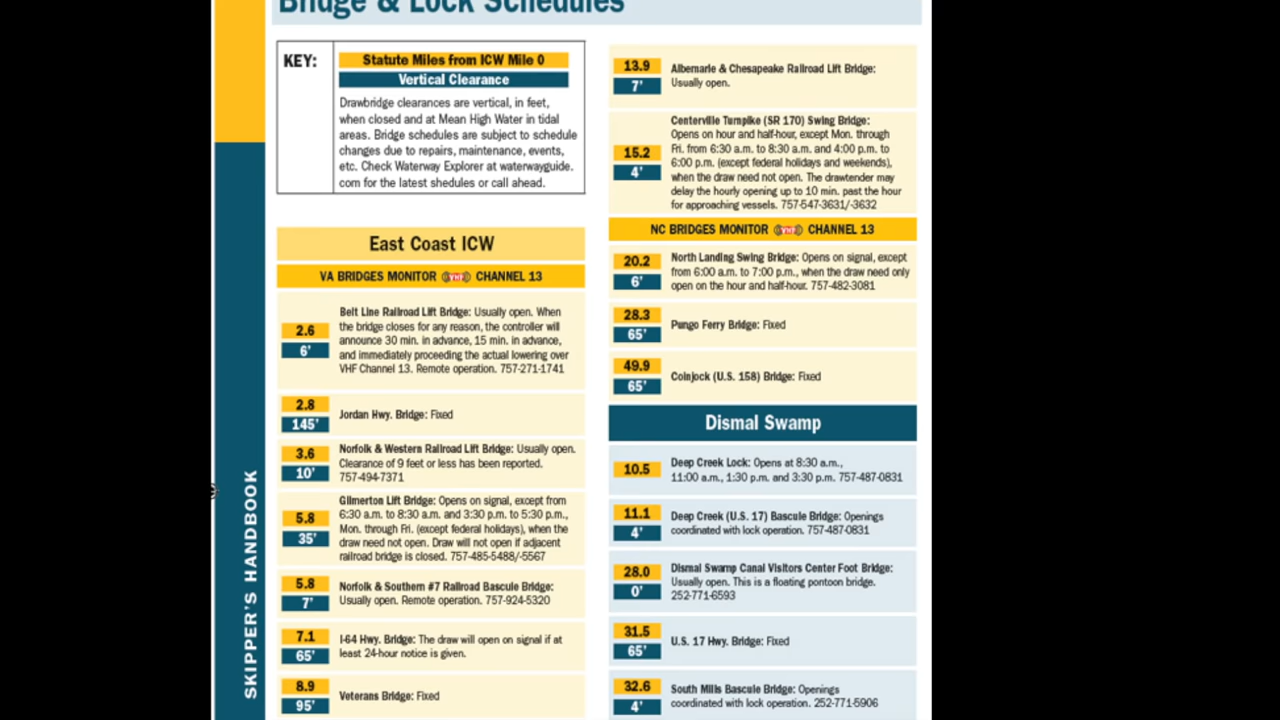 Bridge & Lock Schedules
KEY:
Statute Miles from ICW Mile 0
Vertical Clearance
Drawbridge clearances are vertical, in feet,
when closed and at Mean High Water in tidal
areas. Bridge schedules are subject to schedule
changes due to repairs, maintenance, events,
etc. Check Waterway Explorer at waterwayguide.
com for the latest shedules or call ahead.
East Coast ICW
VA BRIDGES MONITOR VHF CHANNEL 13
2.6
6'
Belt Line Railroad Lift Bridge: Usually open. When
the bridge closes for any reason, the controller will
announce 30 min. in advance, 15 min. in advance,
and immediately proceeding the actual lowering over
VHF Channel 13. Remote operation. 757-271-1741
2.8
145'
Jordan Hwy. Bridge: Fixed
3.6
10'
Norfolk & Western Railroad Lift Bridge: Usually open.
Clearance of 9 feet or less has been reported.
757-494-7371
5.8
35'
Gilmerton Lift Bridge: Opens on signal, except from
6:30 a.m. to 8:30 a.m. and 3:30 p.m. to 5:30 p.m.,
Mon. through Fri. (except federal holidays), when the
draw need not open. Draw will not open if adjacent
railroad bridge is closed. 757-485-5488/-5567
5.8
7'
Norfolk & Southern #7 Railroad Bascule Bridge:
Usually open. Remote operation. 757-924-5320
7.1
65'
I-64 Hwy. Bridge: The draw will open on signal if at
least 24-hour notice is given.
8.9
95'
Veterans Bridge: Fixed
13.9
7'
Albemarle & Chesapeake Railroad Lift Bridge:
Usually open.
15.2
4'
Centerville Turnpike (SR 170) Swing Bridge:
Opens on hour and half-hour, except Mon. through
Fri. from 6:30 a.m. to 8:30 a.m. and 4:00 p.m. to
6:00 p.m. (except federal holidays and weekends),
when the draw need not open. The drawtender may
delay the hourly opening up to 10 min. past the hour
for approaching vessels. 757-547-3631/-3632
NC BRIDGES MONITOR VHF CHANNEL 13
20.2
6'
North Landing Swing Bridge: Opens on signal, except
from 6:00 a.m. to 7:00 p.m., when the draw need only
open on the hour and half-hour. 757-482-3081
28.3
65'
Pungo Ferry Bridge: Fixed
49.9
65'
Coinjock (U.S. 158) Bridge: Fixed
Dismal Swamp
10.5
Deep Creek Lock: Opens at 8:30 a.m.,
11:00 a.m., 1:30 p.m. and 3:30 p.m. 757-487-0831
11.1
4'
Deep Creek (U.S. 17) Bascule Bridge: Openings
coordinated with lock operation. 757-487-0831
28.0
0'
Dismal Swamp Canal Visitors Center Foot Bridge:
Usually open. This is a floating pontoon bridge.
252-771-6593
31.5
65'
U.S. 17 Hwy. Bridge: Fixed
32.6
4'
South Mills Bascule Bridge: Openings
coordinated with lock operation. 252-771-5906
SKIPPER'S HANDBOOK